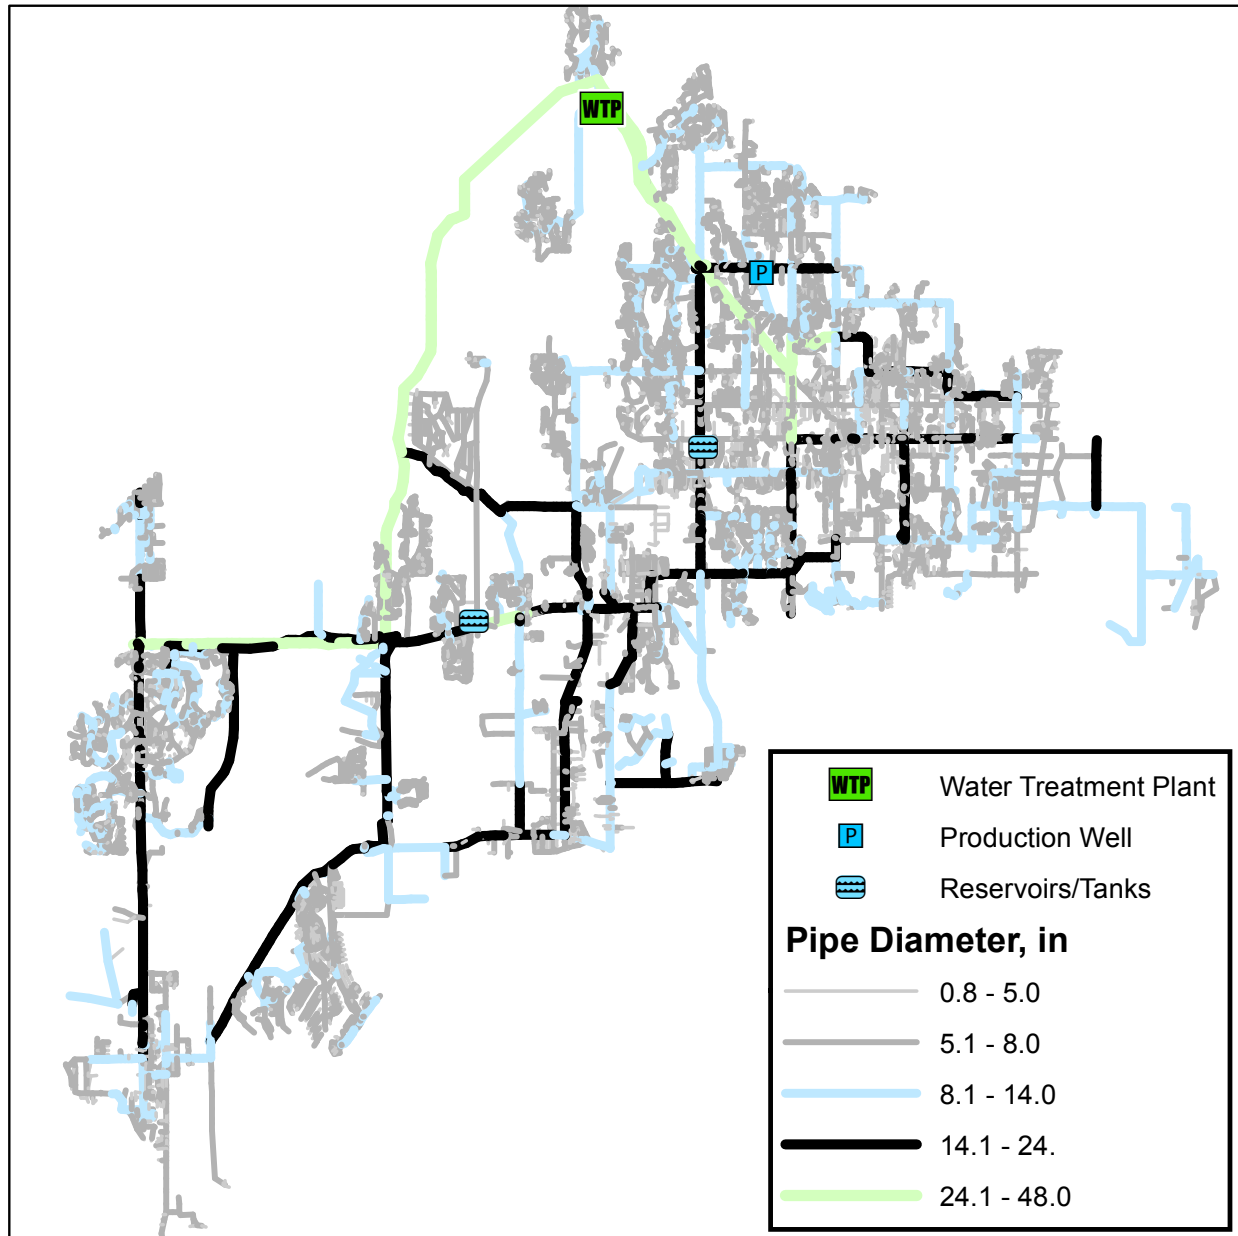 WTP
P
WTP Water Treatment Plant
P Production Well
Reservoirs/Tanks
Pipe Diameter, in
0.8 - 5.0
5.1 - 8.0
8.1 - 14.0
14.1 - 24.
24.1 - 48.0